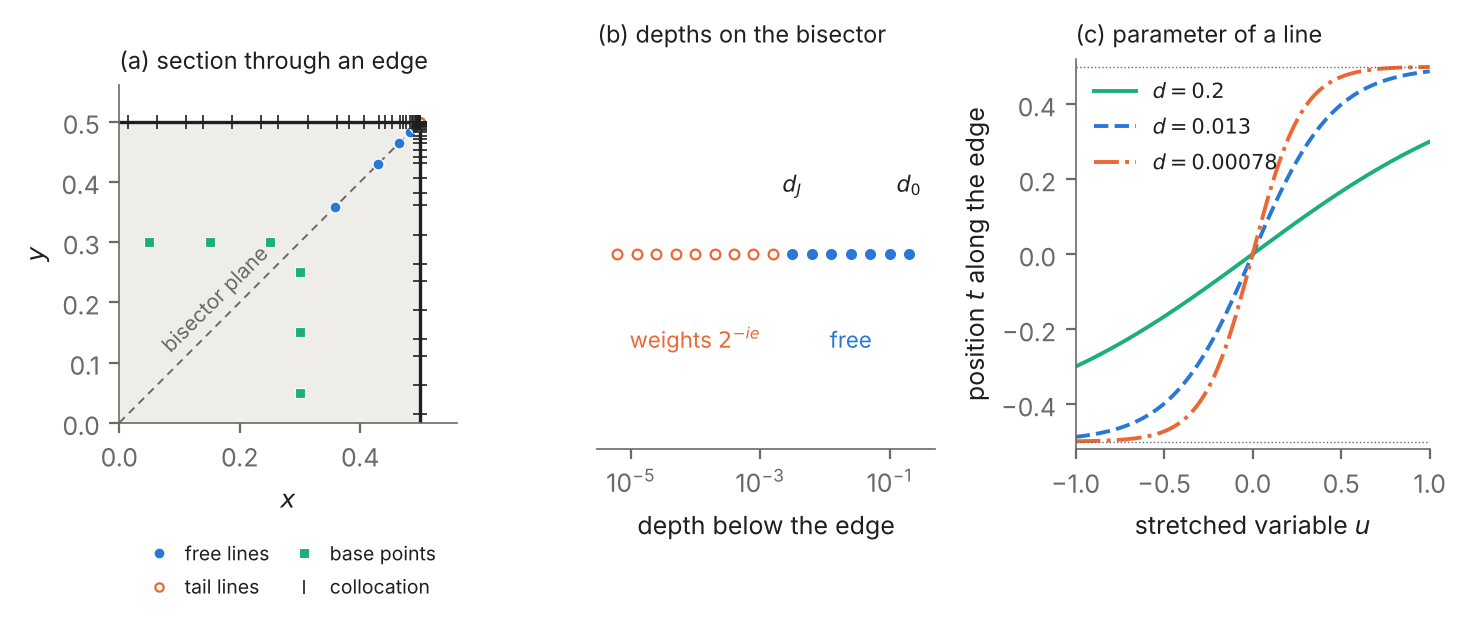 (a) section through an edge
0.5
0.4
0.3
0.2
0.1
0.0
y
bisector plane
0.0 0.2 0.4
x
free lines
base points
tail lines
collocation
(b) depths on the bisector
d_J d_0
weights 2^{-ie} free
10^{-5} 10^{-3} 10^{-1}
depth below the edge
(c) parameter of a line
d = 0.2
d = 0.013
d = 0.00078
0.4
0.2
0.0
−0.2
−0.4
position t along the edge
−1.0 −0.5 0.0 0.5 1.0
stretched variable u